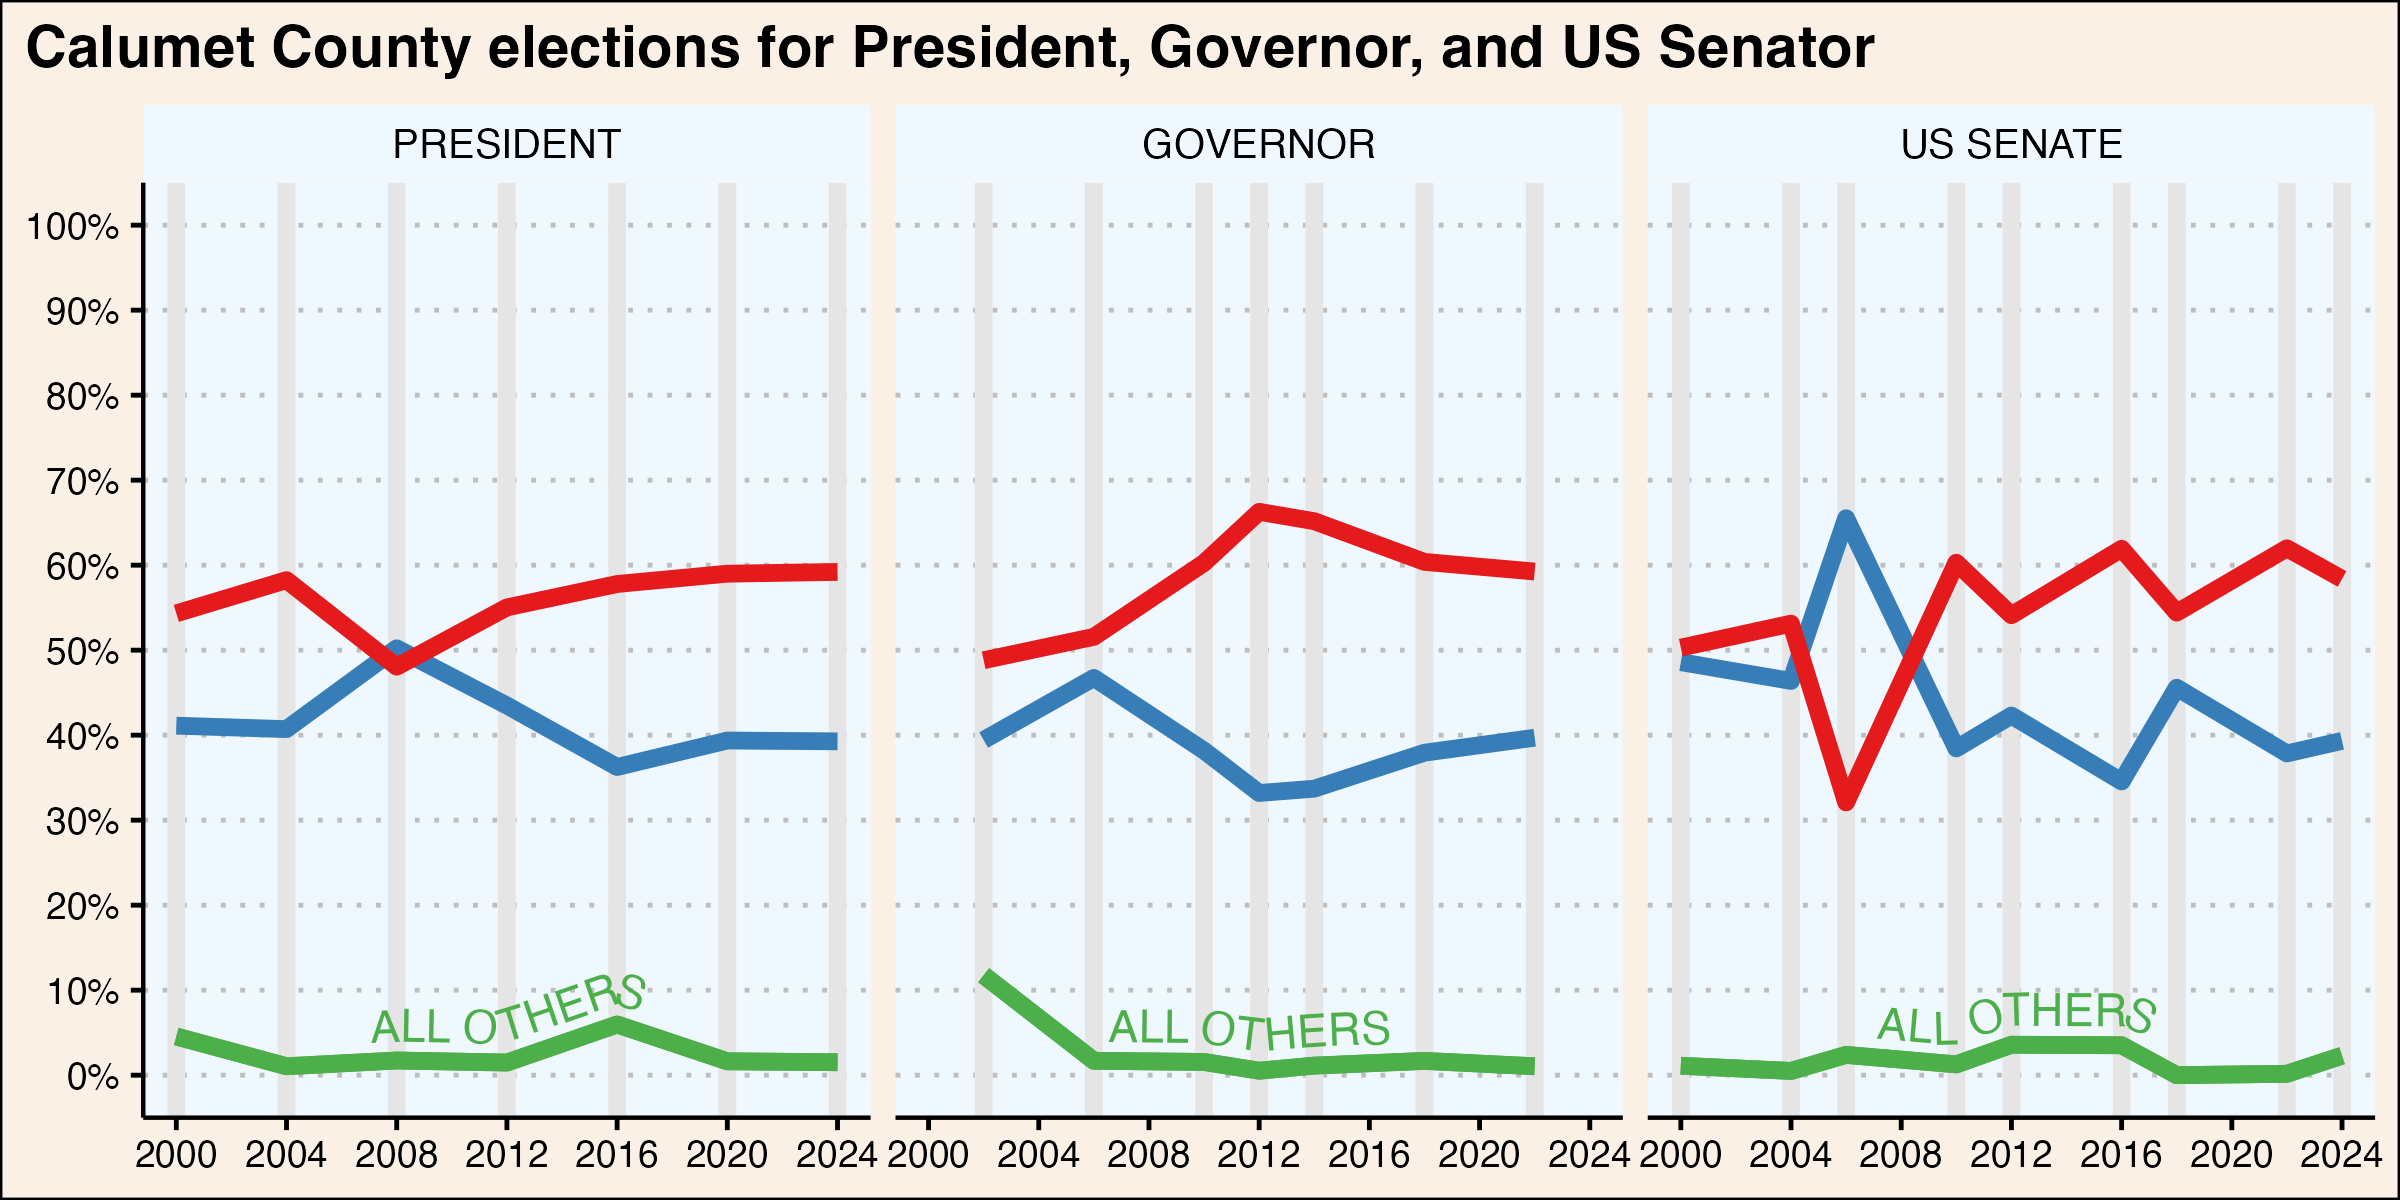 Calumet County elections for President, Governor, and US Senator
PRESIDENT
GOVERNOR
US SENATE
100%
90%
80%
70%
60%
50%
40%
30%
20%
10%
0%
ALL OTHERS
ALL OTHERS
ALL OTHERS
2000 2004 2008 2012 2016 2020 2024
2000 2004 2008 2012 2016 2020 2024
2000 2004 2008 2012 2016 2020 2024